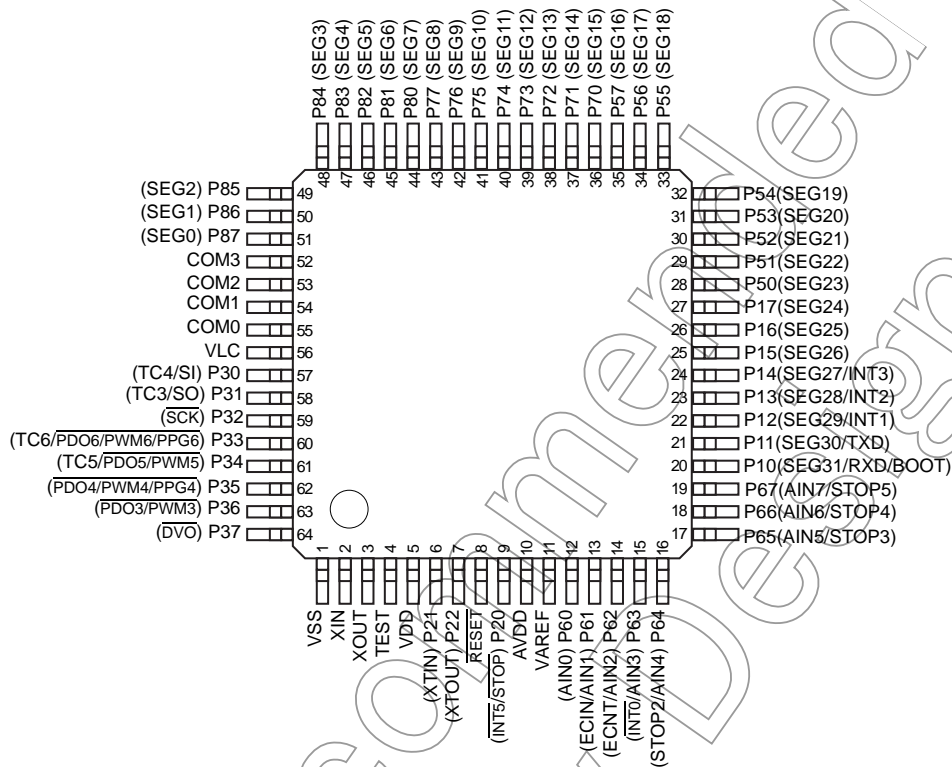 P84 (SEG3)
P83 (SEG4)
P82 (SEG5)
P81 (SEG6)
P80 (SEG7)
P77 (SEG8)
P76 (SEG9)
P75 (SEG10)
P74 (SEG11)
P73 (SEG12)
P72 (SEG13)
P71 (SEG14)
P70 (SEG15)
P57 (SEG16)
P56 (SEG17)
P55 (SEG18)
48 47 46 45 44 43 42 41 40 39 38 37 36 35 34 33
(SEG2) P85 49
(SEG1) P86 50
(SEG0) P87 51
COM3 52
COM2 53
COM1 54
COM0 55
VLC 56
(TC4/SI) P30 57
(TC3/SO) P31 58
(SCK) P32 59
(TC6/PDO6/PWM6/PPG6) P33 60
(TC5/PDO5/PWM5) P34 61
(PDO4/PWM4/PPG4) P35 62
(PDO3/PWM3) P36 63
(DVO) P37 64
32 P54(SEG19)
31 P53(SEG20)
30 P52(SEG21)
29 P51(SEG22)
28 P50(SEG23)
27 P17(SEG24)
26 P16(SEG25)
25 P15(SEG26)
24 P14(SEG27/INT3)
23 P13(SEG28/INT2)
22 P12(SEG29/INT1)
21 P11(SEG30/TXD)
20 P10(SEG31/RXD/BOOT)
19 P67(AIN7/STOP5)
18 P66(AIN6/STOP4)
17 P65(AIN5/STOP3)
1 2 3 4 5 6 7 8 9 10 11 12 13 14 15 16
VSS
XIN
XOUT
TEST
VDD
(XTIN) P21
(XTOUT) P22
RESET
(INT5/STOP) P20
AVDD
VAREF
(AIN0) P60
(ECIN/AIN1) P61
(ECNT/AIN2) P62
(INT0/AIN3) P63
(STOP2/AIN4) P64